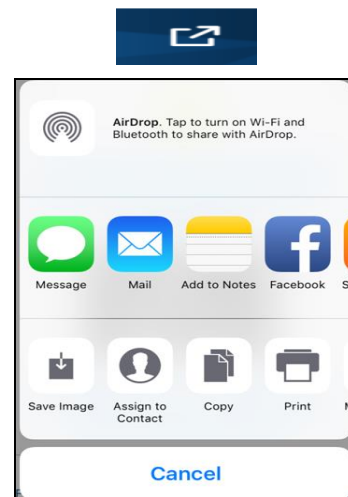 AirDrop. Tap to turn on Wi-Fi and
Bluetooth to share with AirDrop.
Message
Mail
Add to Notes
Facebook
S
Save Image
Assign to
Contact
Copy
Print
M
Cancel